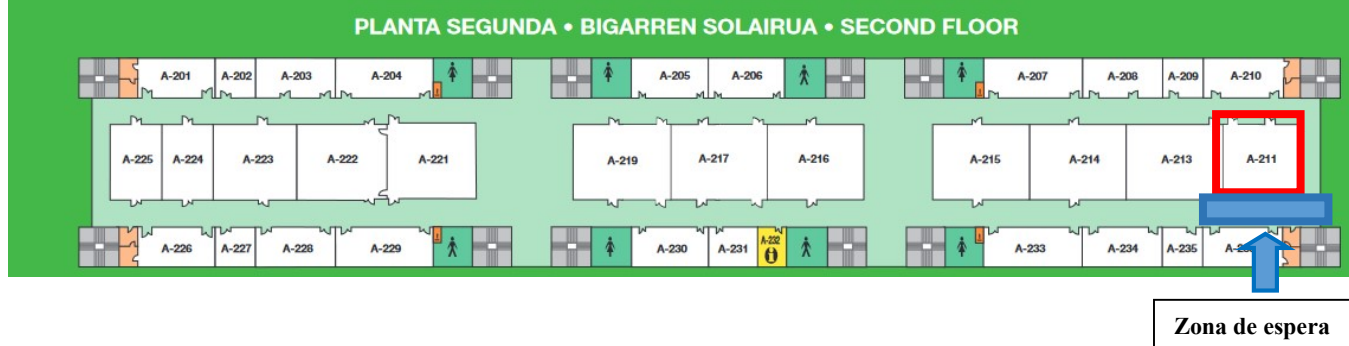 PLANTA SEGUNDA • BIGARREN SOLAIRUA • SECOND FLOOR
A-201 A-202 A-203 A-204 A-205 A-206 A-207 A-208 A-209 A-210
A-225 A-224 A-223 A-222 A-221 A-219 A-217 A-216 A-215 A-214 A-213 A-211
A-226 A-227 A-228 A-229 A-230 A-231 A-232 A-233 A-234 A-235
Zona de espera